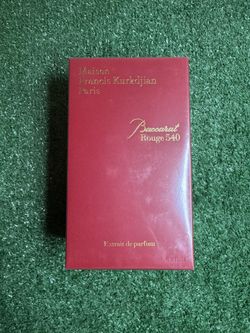 Maison
Francis Kurkdjian
Paris
Baccarat
Rouge 540
Extrait de parfum